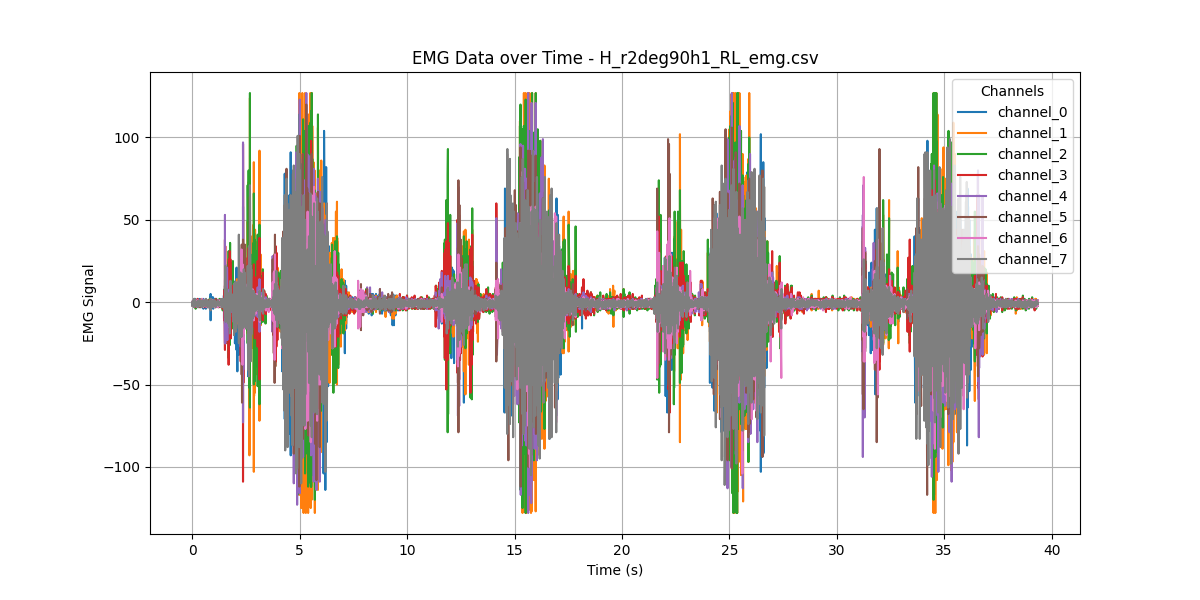 EMG Data over Time - H_r2deg90h1_RL_emg.csv
Channels
channel_0
channel_1
channel_2
channel_3
channel_4
channel_5
channel_6
channel_7
EMG Signal
100
50
0
−50
−100
0 5 10 15 20 25 30 35 40
Time (s)